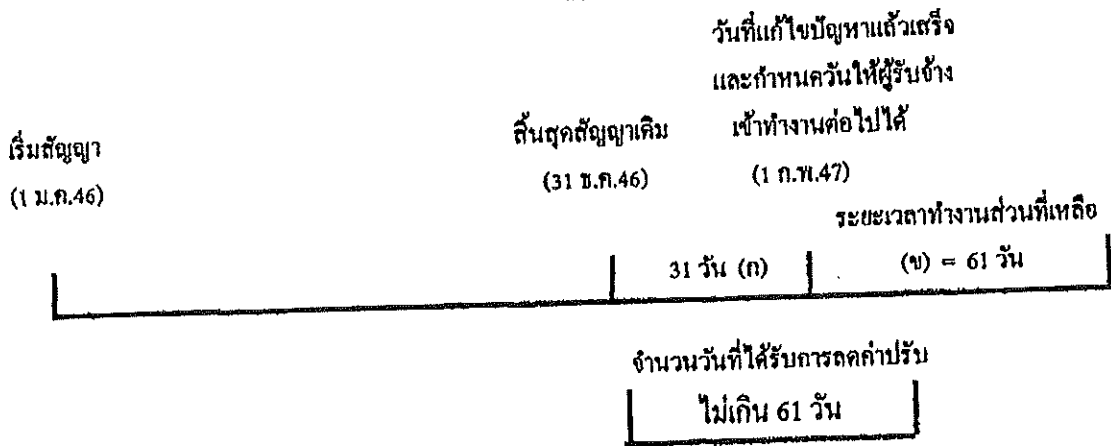 วันที่แก้ไขปัญหาแล้วเสร็จ
และกำหนดวันให้ผู้รับจ้าง
เริ่มสัญญา
สิ้นสุดสัญญาเดิม
เข้าทำงานต่อไปได้
(1 ม.ค.46)
(31 ธ.ค.46)
(1 ก.พ.47)
ระยะเวลาทำงานส่วนที่เหลือ
31 วัน (ก)
(ข) = 61 วัน
จำนวนวันที่ได้รับการลดค่าปรับ
ไม่เกิน 61 วัน